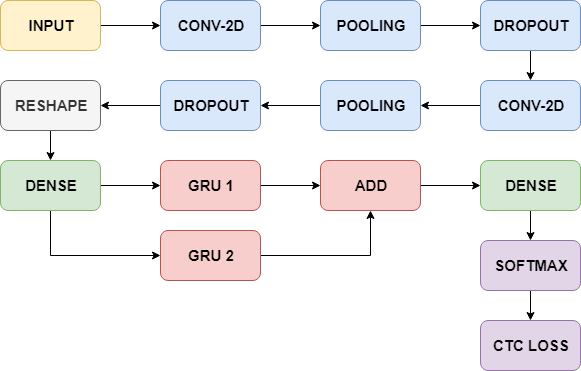 INPUT
CONV-2D
POOLING
DROPOUT
RESHAPE
DROPOUT
POOLING
CONV-2D
DENSE
GRU 1
ADD
DENSE
GRU 2
SOFTMAX
CTC LOSS